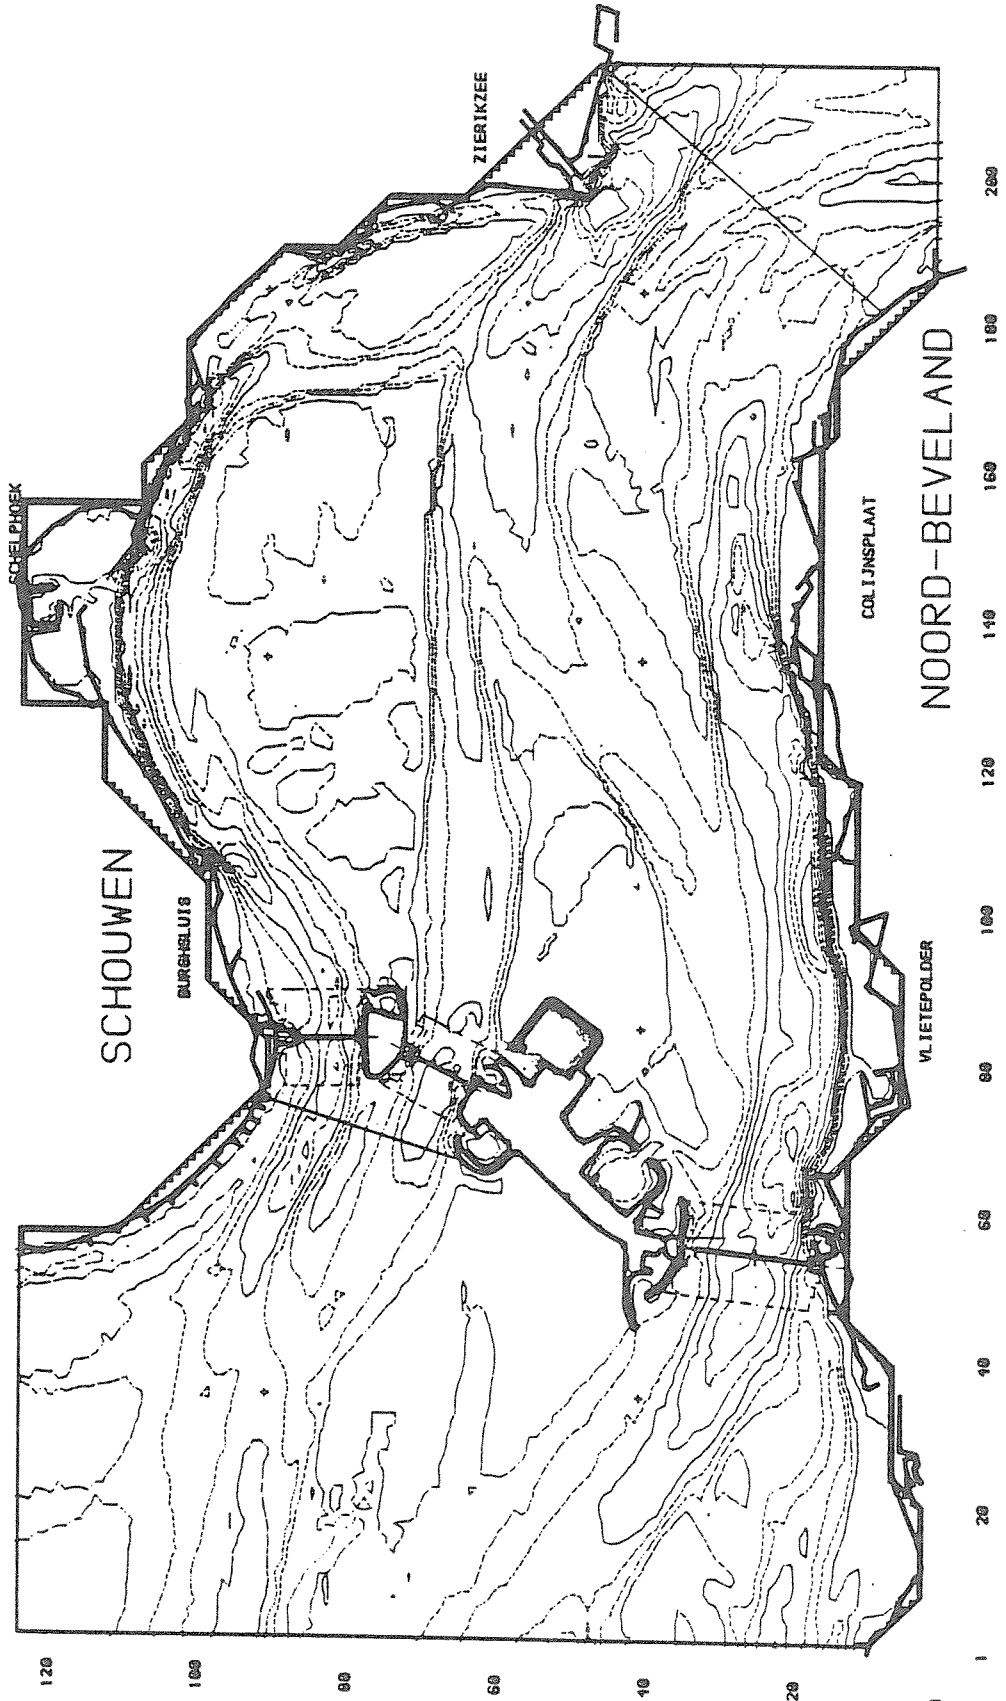 SCHELPHOEK
ZIERIKZEE
SCHOUWEN
BURGHSLUIS
NOORD-BEVELAND
COLIJNSPLAAT
VLIETEPOLDER
120
100
80
60
40
20
1
20
40
60
80
100
120
140
160
180
200